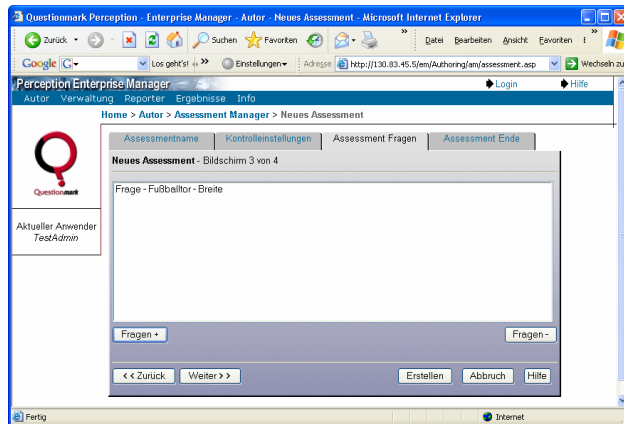 Questionmark Perception - Enterprise Manager - Autor - Neues Assessment - Microsoft Internet Explorer
Zurück Suchen Favoriten » Datei Bearbeiten Ansicht Favoriten »
Google G Los geht's! » Einstellungen Adresse http://130.83.45.5/em/Authoring/am/assessment.asp Wechseln zu
Perception Enterprise Manager Login Hilfe
Autor Verwaltung Reporter Ergebnisse Info
Home > Autor > Assessment Manager > Neues Assessment
Assessmentname Kontrolleinstellungen Assessment Fragen Assessment Ende
Neues Assessment - Bildschirm 3 von 4
Questionmark
Frage - Fußballtor - Breite
Aktueller Anwender
TestAdmin
Fragen + Fragen -
<< Zurück Weiter >> Erstellen Abbruch Hilfe
Fertig Internet